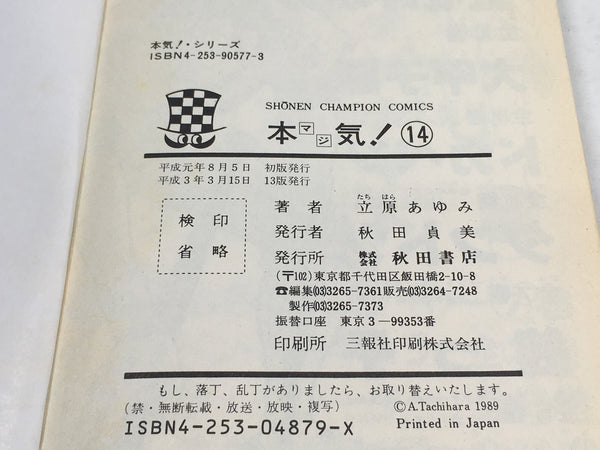 本気!・シリーズ
ISBN4-253-90577-3
SHŌNEN CHAMPION COMICS
本マジ気! ⑭
平成元年8月5日 初版発行
平成3年3月15日 13版発行
検印
省略
著者 立原あゆみ
たち はら
発行者 秋田貞美
発行所 株式会社 秋田書店
(〒102)東京都千代田区飯田橋2-10-8
☎編集(03)3265-7361販売(03)3264-7248
製作(03)3265-7373
振替口座 東京3-99353番
印刷所 三報社印刷株式会社
もし、落丁、乱丁がありましたら、お取り替えいたします。
(禁・無断転載・放送・放映・複写)
©A.Tachihara 1989
ISBN4-253-04879-X
Printed in Japan